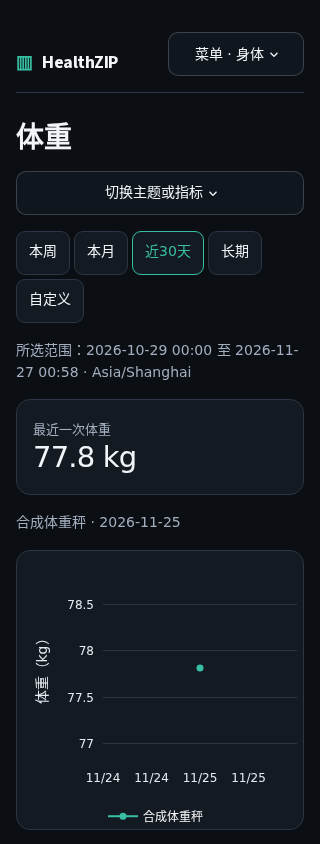 HealthZIP
菜单 · 身体
体重
切换主题或指标
本周
本月
近30天
长期
自定义
所选范围：2026-10-29 00:00 至 2026-11-
27 00:58 · Asia/Shanghai
最近一次体重
77.8 kg
合成体重秤 · 2026-11-25
体重（kg）
78.5
78
77.5
77
11/24
11/24
11/25
11/25
合成体重秤